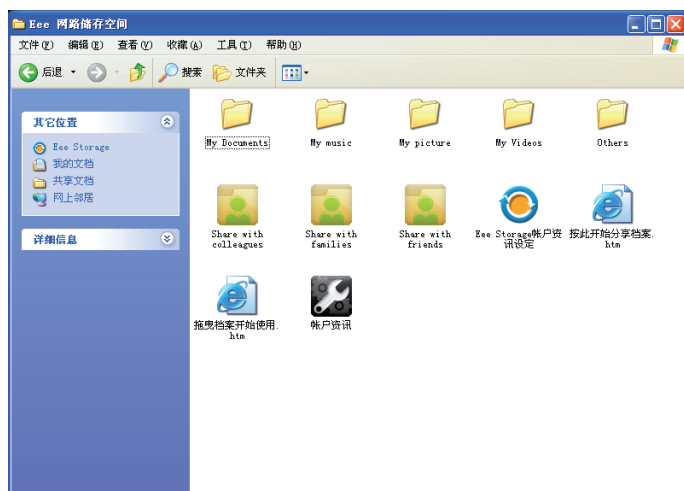 Eee 网路储存空间
文件(F) 编辑(E) 查看(V) 收藏(A) 工具(T) 帮助(H)
后退 搜索 文件夹
其它位置
Eee Storage
我的文档
共享文档
网上邻居
详细信息
My Documents
My music
My picture
My Videos
Others
Share with
colleagues
Share with
families
Share with
friends
Eee Storage帐户资
讯设定
按此开始分享档案.
htm
拖曳档案开始使用.
htm
帐户资讯